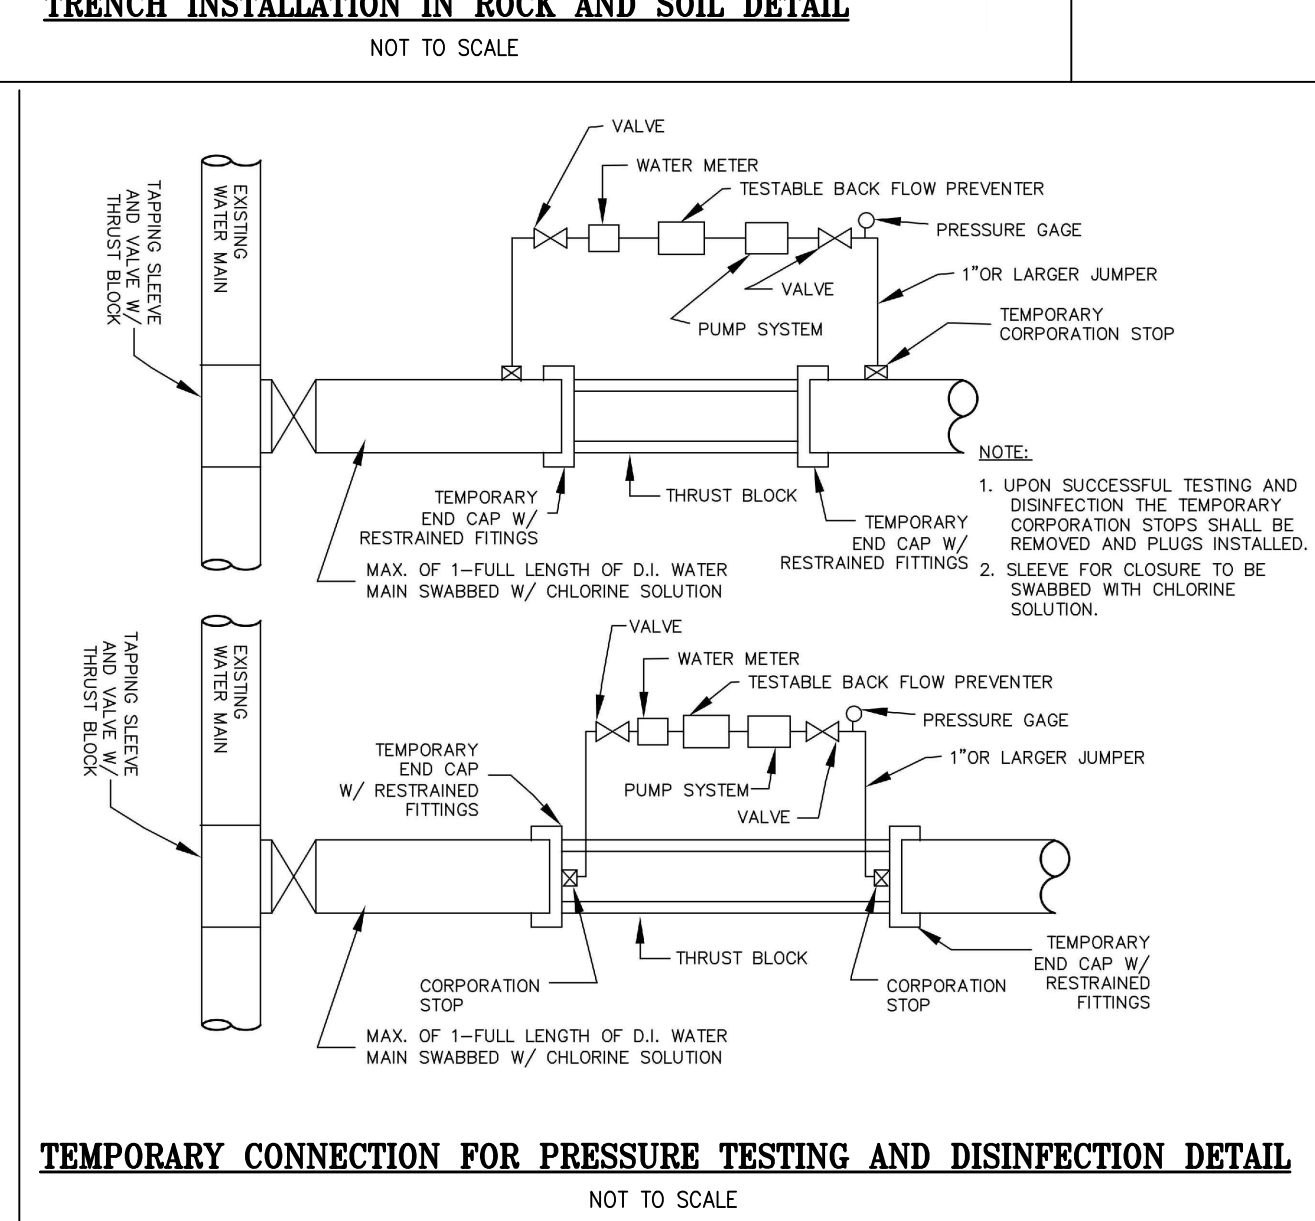 TRENCH INSTALLATION IN ROCK AND SOIL DETAIL
NOT TO SCALE
VALVE
WATER METER
TESTABLE BACK FLOW PREVENTER
PRESSURE GAGE
1"OR LARGER JUMPER
VALVE
TEMPORARY
CORPORATION STOP
PUMP SYSTEM
TAPPING SLEEVE
AND VALVE W/
THRUST BLOCK
EXISTING
WATER MAIN
TEMPORARY
END CAP W/
RESTRAINED FITINGS
THRUST BLOCK
TEMPORARY
END CAP W/
RESTRAINED FITTINGS
MAX. OF 1-FULL LENGTH OF D.I. WATER
MAIN SWABBED W/ CHLORINE SOLUTION
NOTE:
1. UPON SUCCESSFUL TESTING AND
DISINFECTION THE TEMPORARY
CORPORATION STOPS SHALL BE
REMOVED AND PLUGS INSTALLED.
2. SLEEVE FOR CLOSURE TO BE
SWABBED WITH CHLORINE
SOLUTION.
VALVE
WATER METER
TESTABLE BACK FLOW PREVENTER
PRESSURE GAGE
1"OR LARGER JUMPER
PUMP SYSTEM
VALVE
TAPPING SLEEVE
AND VALVE W/
THRUST BLOCK
EXISTING
WATER MAIN
TEMPORARY
END CAP
W/ RESTRAINED
FITTINGS
THRUST BLOCK
CORPORATION
STOP
CORPORATION
STOP
TEMPORARY
END CAP W/
RESTRAINED
FITTINGS
MAX. OF 1-FULL LENGTH OF D.I. WATER
MAIN SWABBED W/ CHLORINE SOLUTION
TEMPORARY CONNECTION FOR PRESSURE TESTING AND DISINFECTION DETAIL
NOT TO SCALE